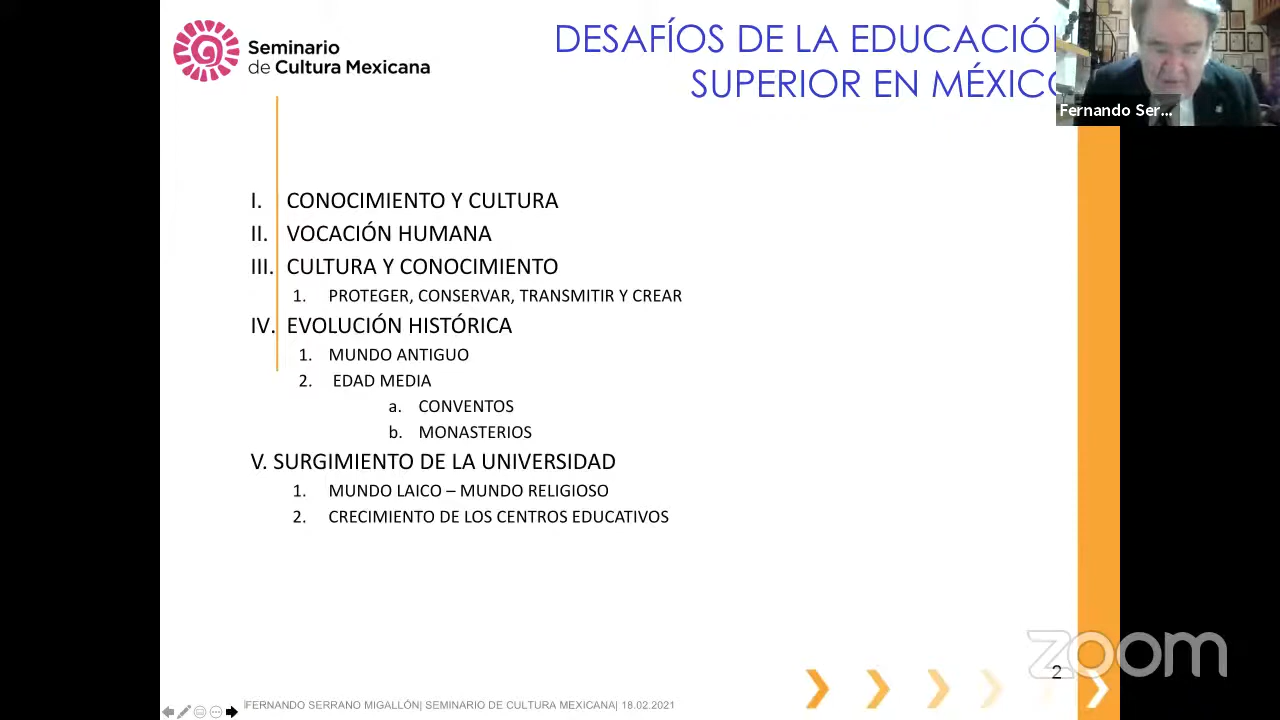 Seminario
de Cultura Mexicana
DESAFÍOS DE LA EDUCACIÓN
SUPERIOR EN MÉXICO
Fernando Ser...
I. CONOCIMIENTO Y CULTURA
II. VOCACIÓN HUMANA
III. CULTURA Y CONOCIMIENTO
1. PROTEGER, CONSERVAR, TRANSMITIR Y CREAR
IV. EVOLUCIÓN HISTÓRICA
1. MUNDO ANTIGUO
2. EDAD MEDIA
a. CONVENTOS
b. MONASTERIOS
V. SURGIMIENTO DE LA UNIVERSIDAD
1. MUNDO LAICO – MUNDO RELIGIOSO
2. CRECIMIENTO DE LOS CENTROS EDUCATIVOS
zoom
2
FERNANDO SERRANO MIGALLÓN| SEMINARIO DE CULTURA MEXICANA| 18.02.2021